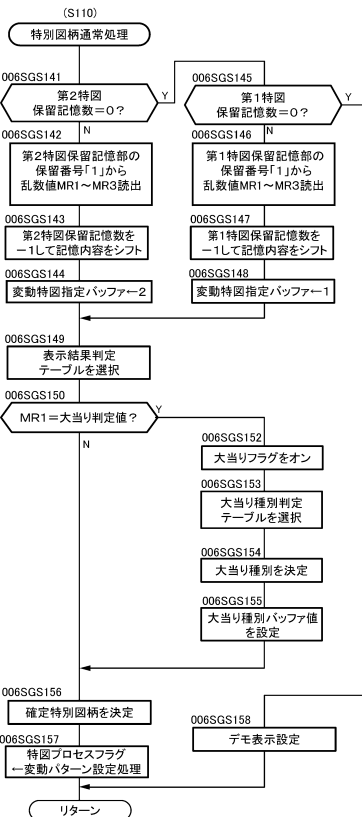 (S110)
特別図柄通常処理
006SGS141
第2特図
保留記憶数＝0？
Y
N
006SGS142
第2特図保留記憶部の
保留番号「1」から
乱数値MR1～MR3読出
006SGS143
第2特図保留記憶数を
－1して記憶内容をシフト
006SGS144
変動特図指定バッファ←2
006SGS145
第1特図
保留記憶数＝0？
Y
N
006SGS146
第1特図保留記憶部の
保留番号「1」から
乱数値MR1～MR3読出
006SGS147
第1特図保留記憶数を
－1して記憶内容をシフト
006SGS148
変動特図指定バッファ←1
006SGS149
表示結果判定
テーブルを選択
006SGS150
MR1＝大当り判定値？
Y
N
006SGS152
大当りフラグをオン
006SGS153
大当り種別判定
テーブルを選択
006SGS154
大当り種別を決定
006SGS155
大当り種別バッファ値
を設定
006SGS156
確定特別図柄を決定
006SGS157
特図プロセスフラグ
←変動パターン設定処理
006SGS158
デモ表示設定
リターン